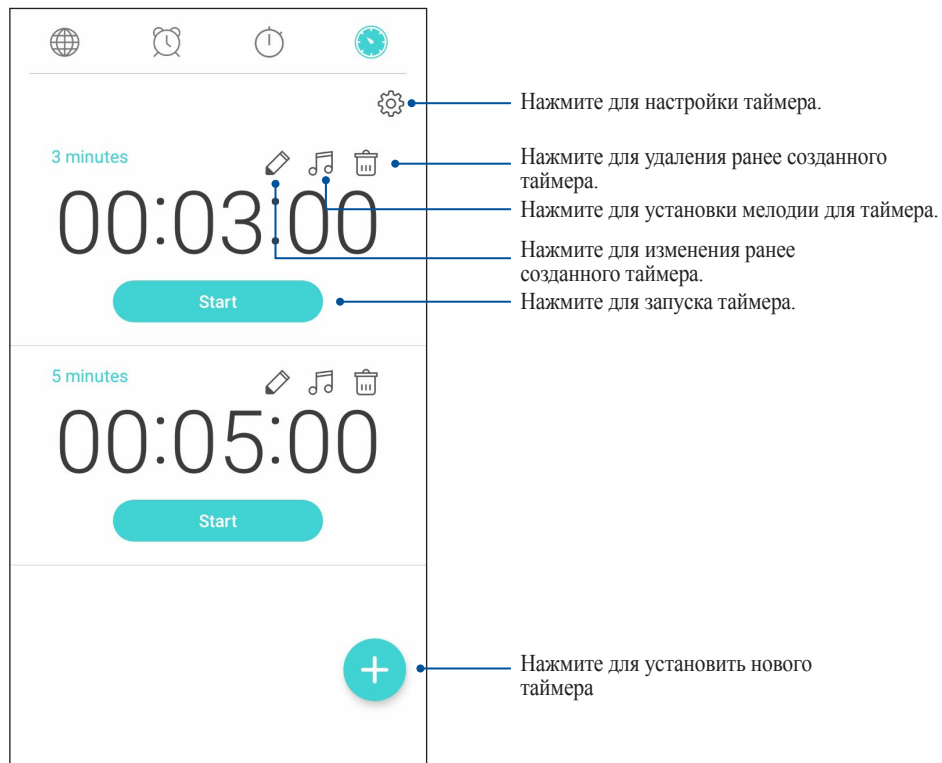 Нажмите для настройки таймера.
3 minutes
Нажмите для удаления ранее созданного
таймера.
00:03:00
Нажмите для установки мелодии для таймера.
Нажмите для изменения ранее
созданного таймера.
Start
Нажмите для запуска таймера.
5 minutes
00:05:00
Start
Нажмите для установить нового
таймера